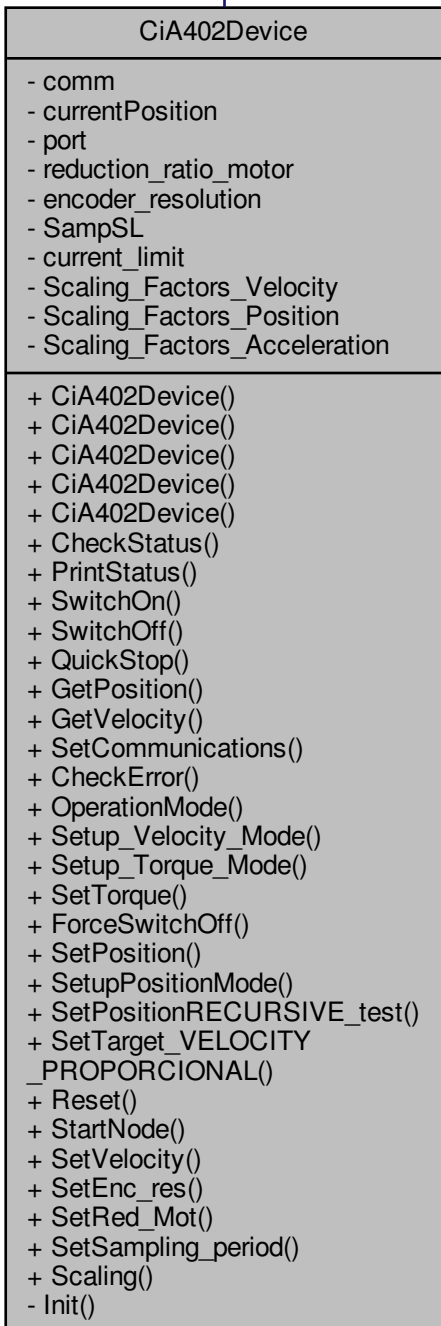 CiA402Device
- comm
- currentPosition
- port
- reduction_ratio_motor
- encoder_resolution
- SampSL
- current_limit
- Scaling_Factors_Velocity
- Scaling_Factors_Position
- Scaling_Factors_Acceleration
+ CiA402Device()
+ CiA402Device()
+ CiA402Device()
+ CiA402Device()
+ CiA402Device()
+ CheckStatus()
+ PrintStatus()
+ SwitchOn()
+ SwitchOff()
+ QuickStop()
+ GetPosition()
+ GetVelocity()
+ SetCommunications()
+ CheckError()
+ OperationMode()
+ Setup_Velocity_Mode()
+ Setup_Torque_Mode()
+ SetTorque()
+ ForceSwitchOff()
+ SetPosition()
+ SetupPositionMode()
+ SetPositionRECURSIVE_test()
+ SetTarget_VELOCITY
_PROPORCIONAL()
+ Reset()
+ StartNode()
+ SetVelocity()
+ SetEnc_res()
+ SetRed_Mot()
+ SetSampling_period()
+ Scaling()
- Init()